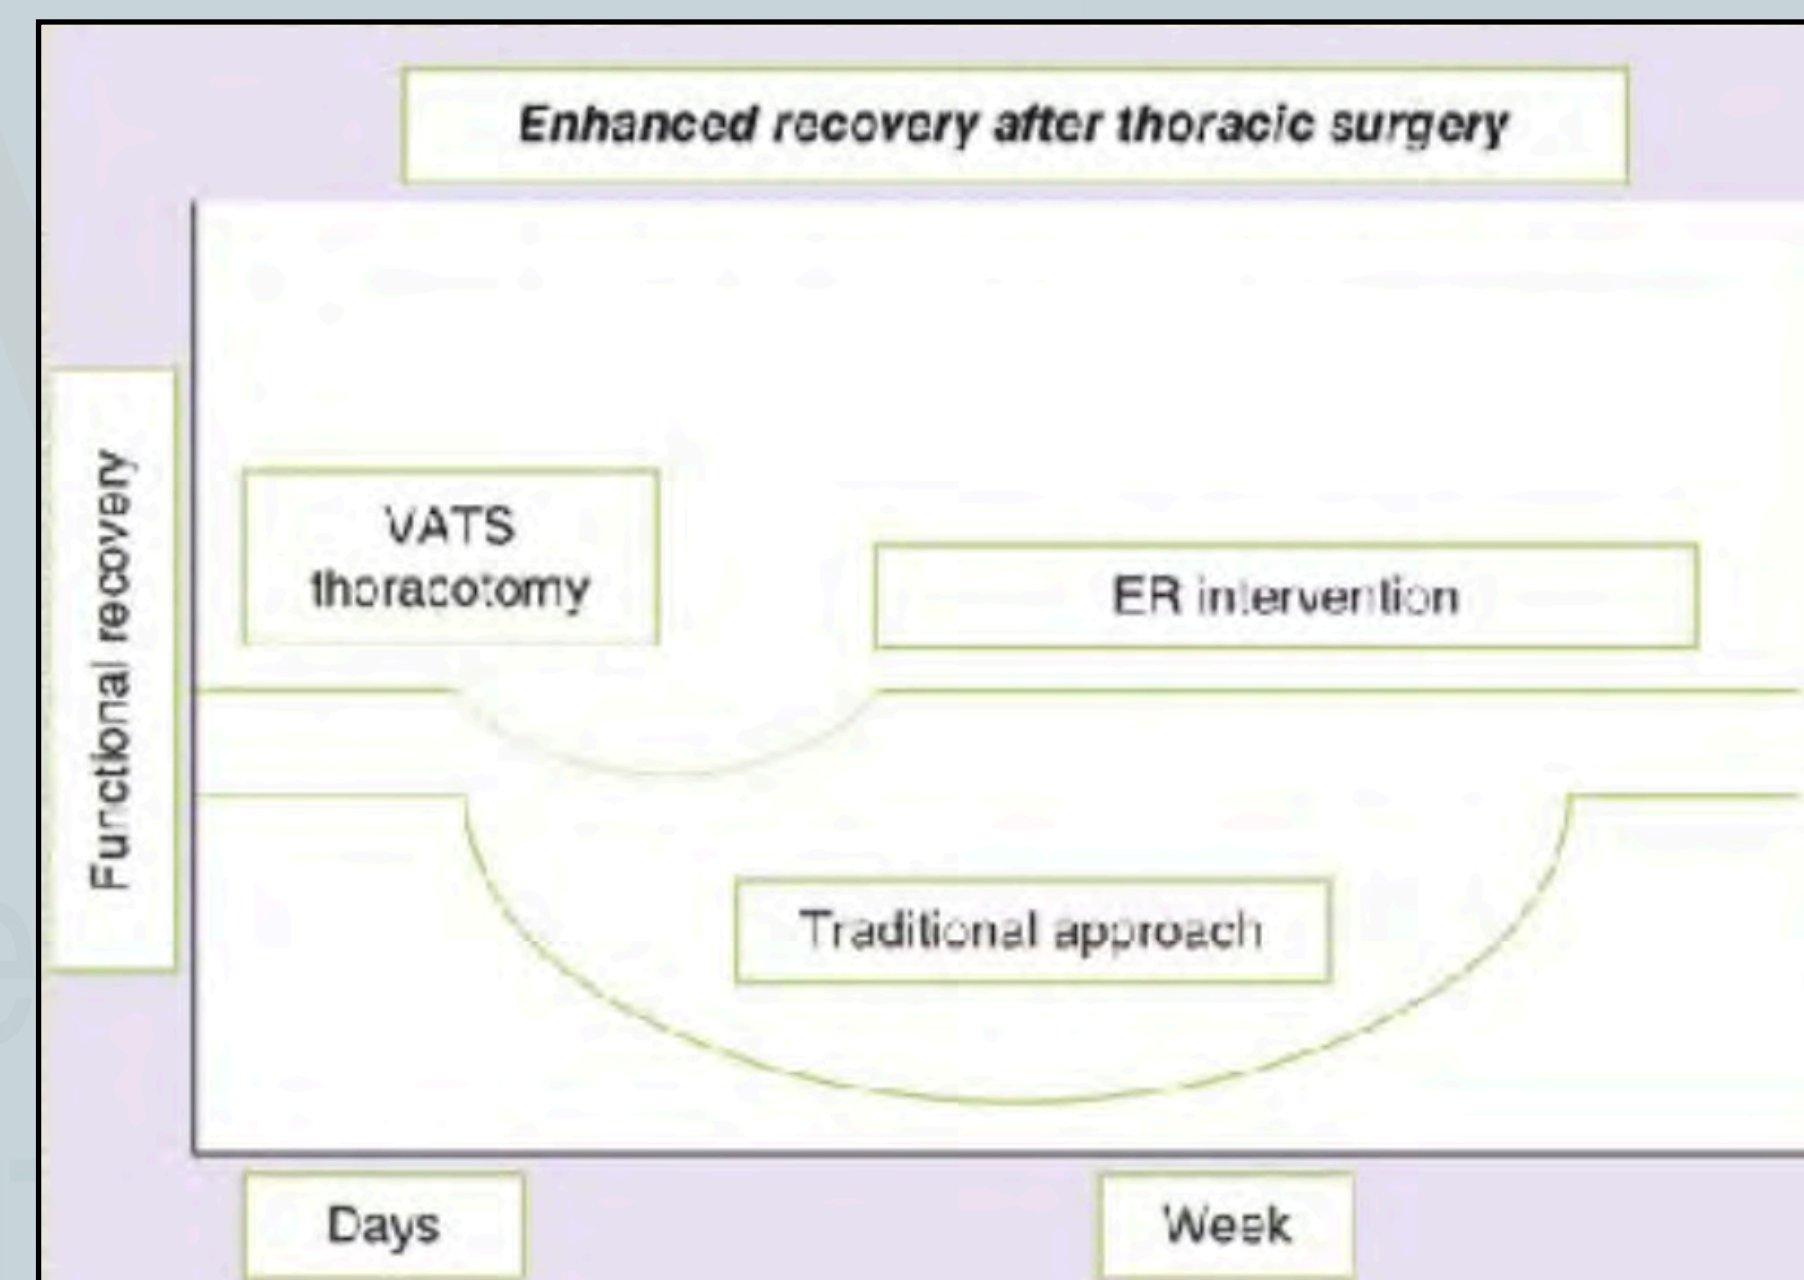 Enhanced recovery after thoracic surgery
Functional recovery
VATS
thoracotomy
ER intervention
Traditional approach
Days
Week